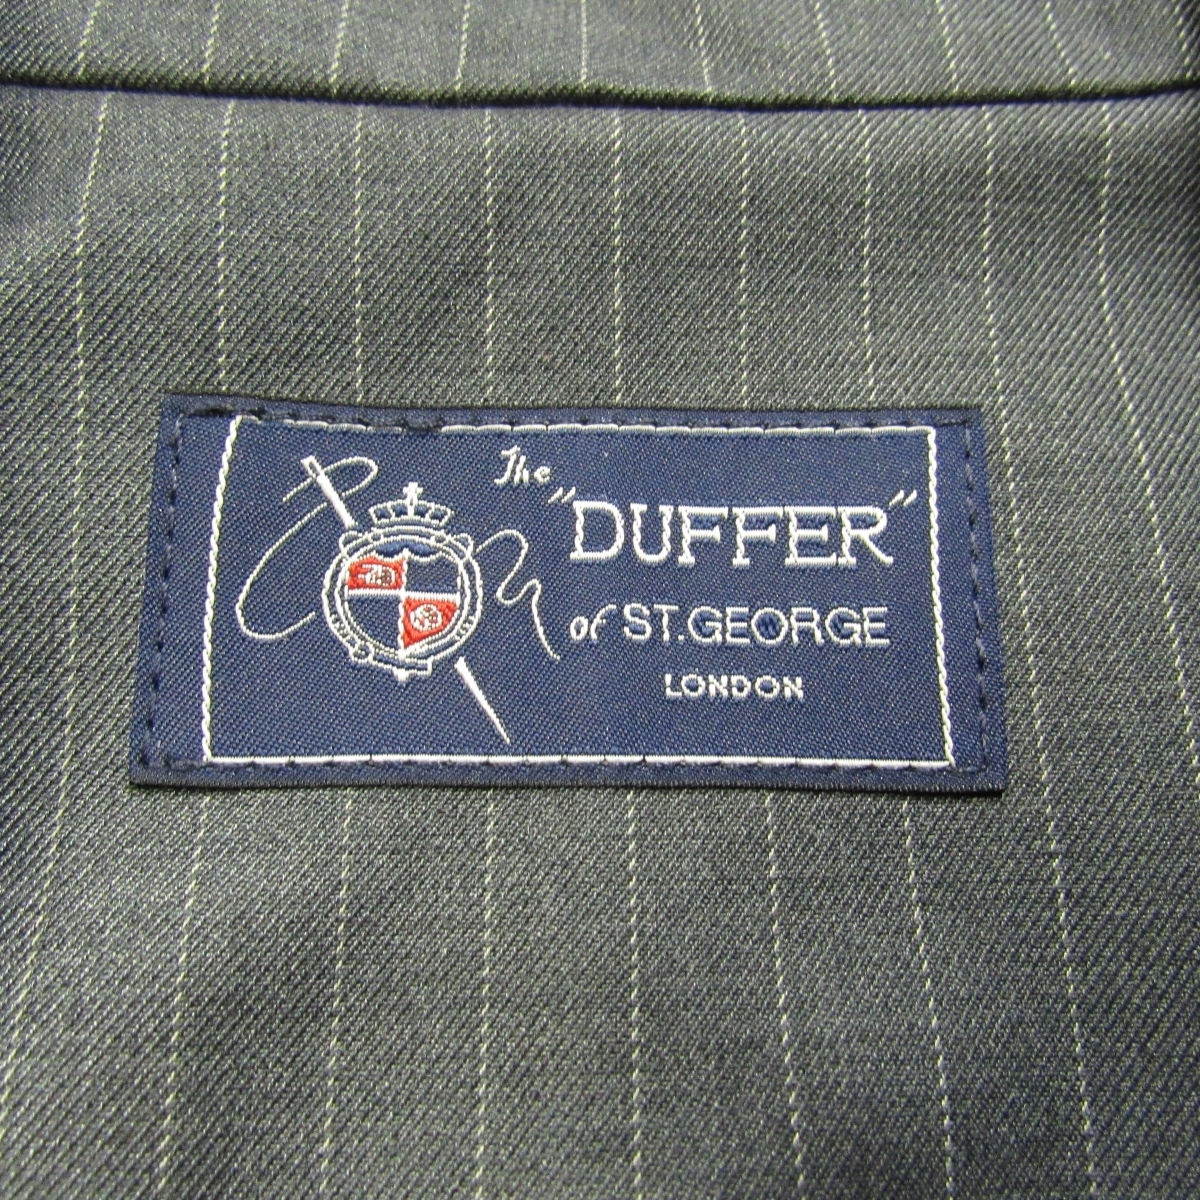 The
"DUFFER"
of ST.GEORGE
LONDON